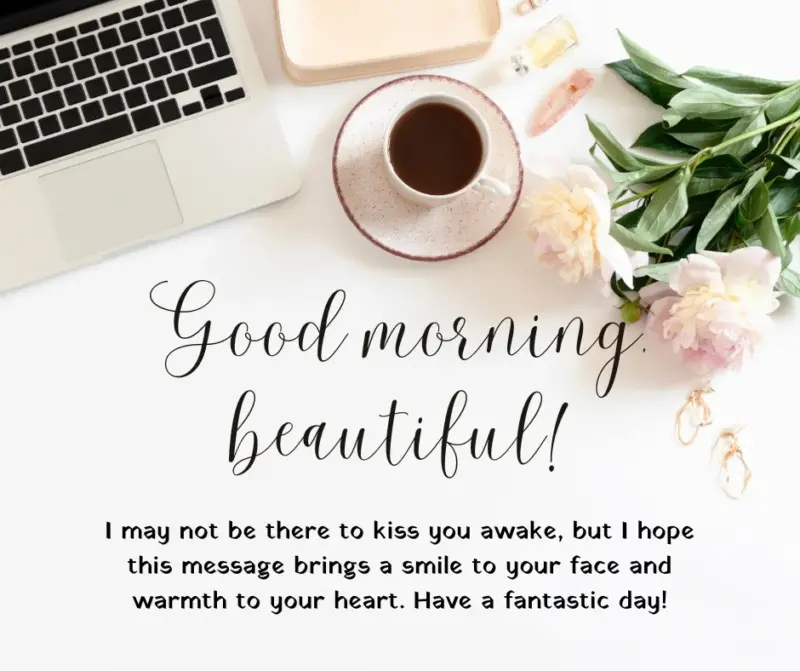 Good morning,
beautiful!
I may not be there to kiss you awake, but I hope
this message brings a smile to your face and
warmth to your heart. Have a fantastic day!